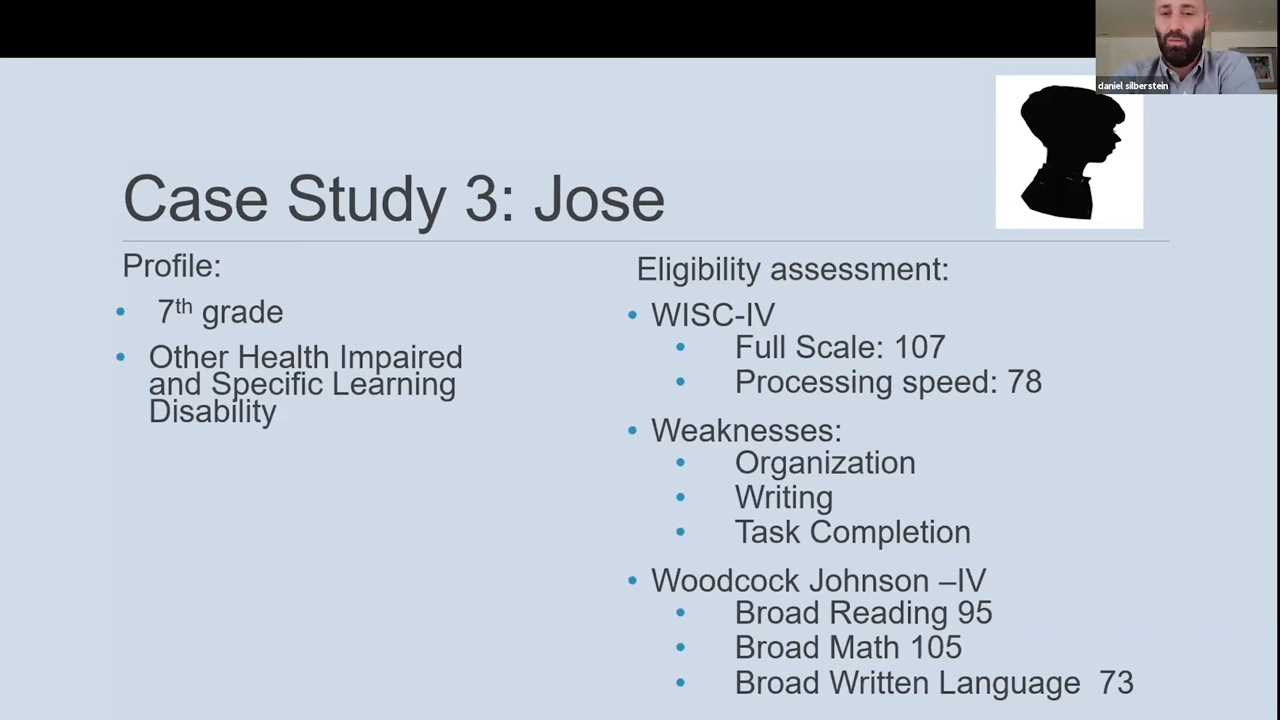 daniel silberstein
Case Study 3: Jose
Profile:
• 7th grade
• Other Health Impaired
and Specific Learning
Disability
Eligibility assessment:
• WISC-IV
• Full Scale: 107
• Processing speed: 78
• Weaknesses:
• Organization
• Writing
• Task Completion
• Woodcock Johnson –IV
• Broad Reading 95
• Broad Math 105
• Broad Written Language 73